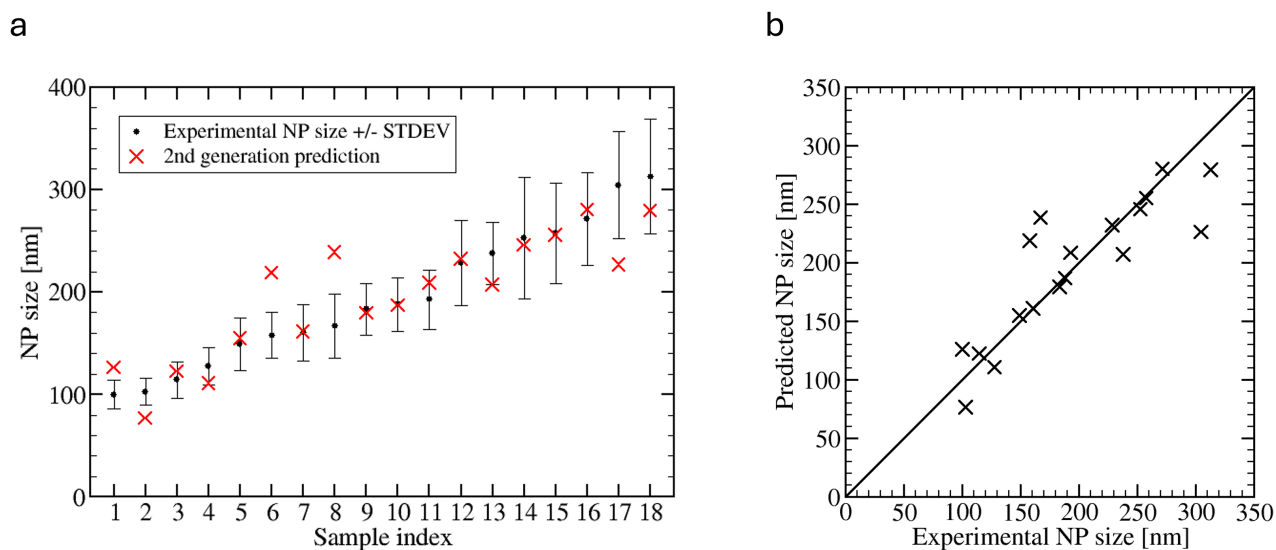 a
400
300
200
100
0
NP size [nm]
Experimental NP size +/- STDEV
2nd generation prediction
1 2 3 4 5 6 7 8 9 10 11 12 13 14 15 16 17 18
Sample index
b
350
300
250
200
150
100
50
0
Predicted NP size [nm]
0 50 100 150 200 250 300 350
Experimental NP size [nm]